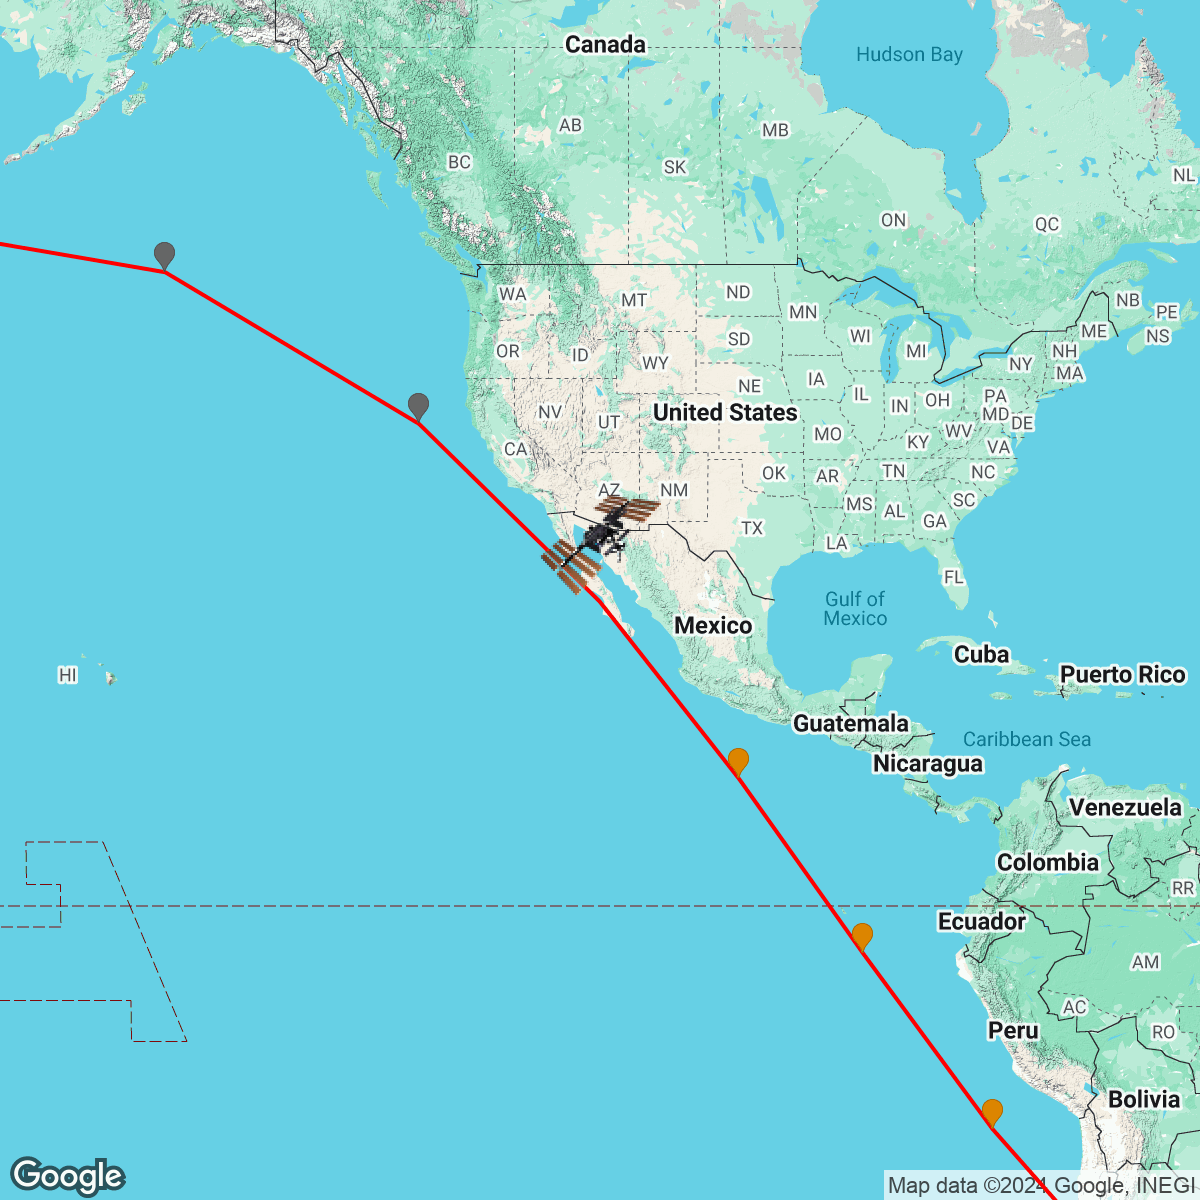 Canada
Hudson Bay
AB
MB
BC
SK
NL
ON
QC
WA
MT
ND
MN
NB
PE
ME
NS
OR
ID
WY
SD
WI
MI
NH
NY
MA
NV
UT
NE
IA
IL
IN
OH
PA
MD
DE
United States
CA
MO
KY
WV
VA
AZ
NM
OK
AR
TN
NC
MS
AL
SC
GA
TX
LA
FL
Gulf of
Mexico
Mexico
Cuba
HI
Puerto Rico
Guatemala
Caribbean Sea
Nicaragua
Venezuela
Colombia
RR
Ecuador
AM
AC
Peru
RO
Bolivia
Google
Map data ©2024 Google, INEGI